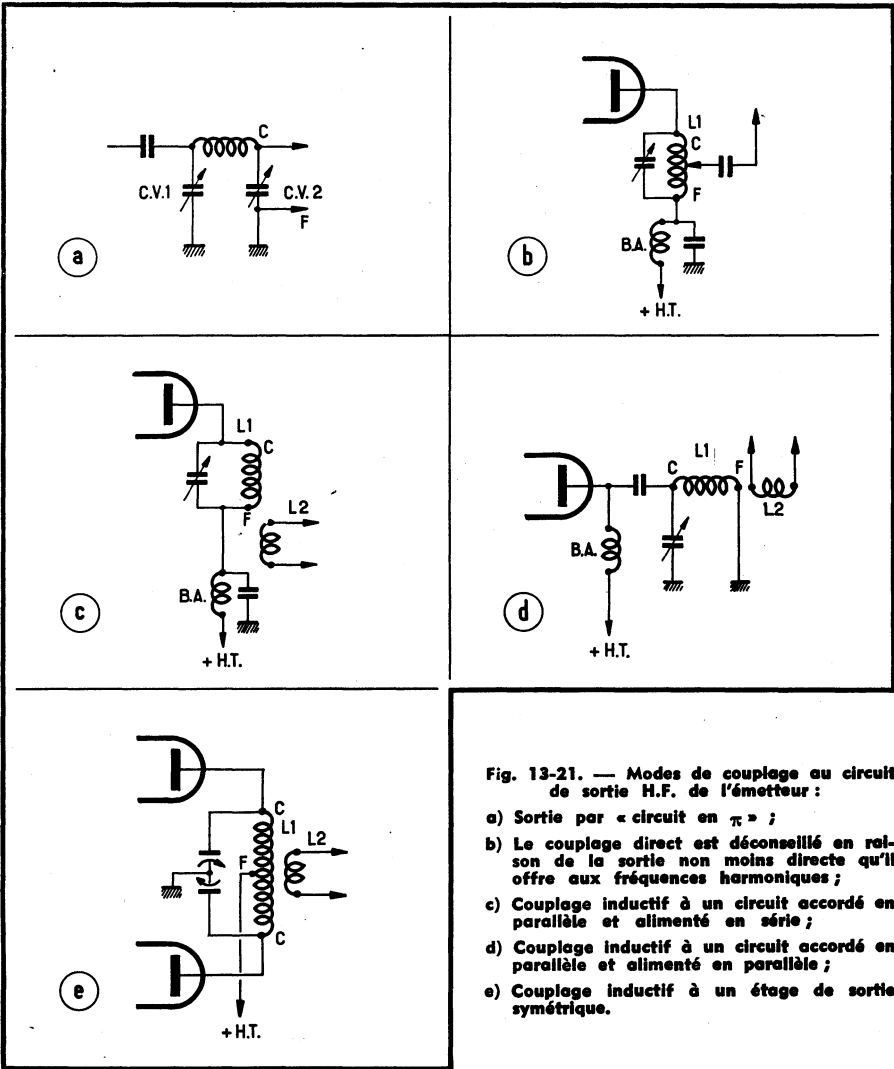 C
C.V.1
C.V.2
F
a
L1
C
F
B.A.
b
+ H.T.
L1
C
F
L2
B.A.
c
+ H.T.
L1
C
F
L2
B.A.
d
+ H.T.
C
L1
L2
F
C
e
+ H.T.
Fig. 13-21. — Modes de couplage au circuit
de sortie H.F. de l'émetteur :
a) Sortie par « circuit en π » ;
b) Le couplage direct est déconseillé en rai-
son de la sortie non moins directe qu'il
offre aux fréquences harmoniques ;
c) Couplage inductif à un circuit accordé en
parallèle et alimenté en série ;
d) Couplage inductif à un circuit accordé en
parallèle et alimenté en parallèle ;
e) Couplage inductif à un étage de sortie
symétrique.